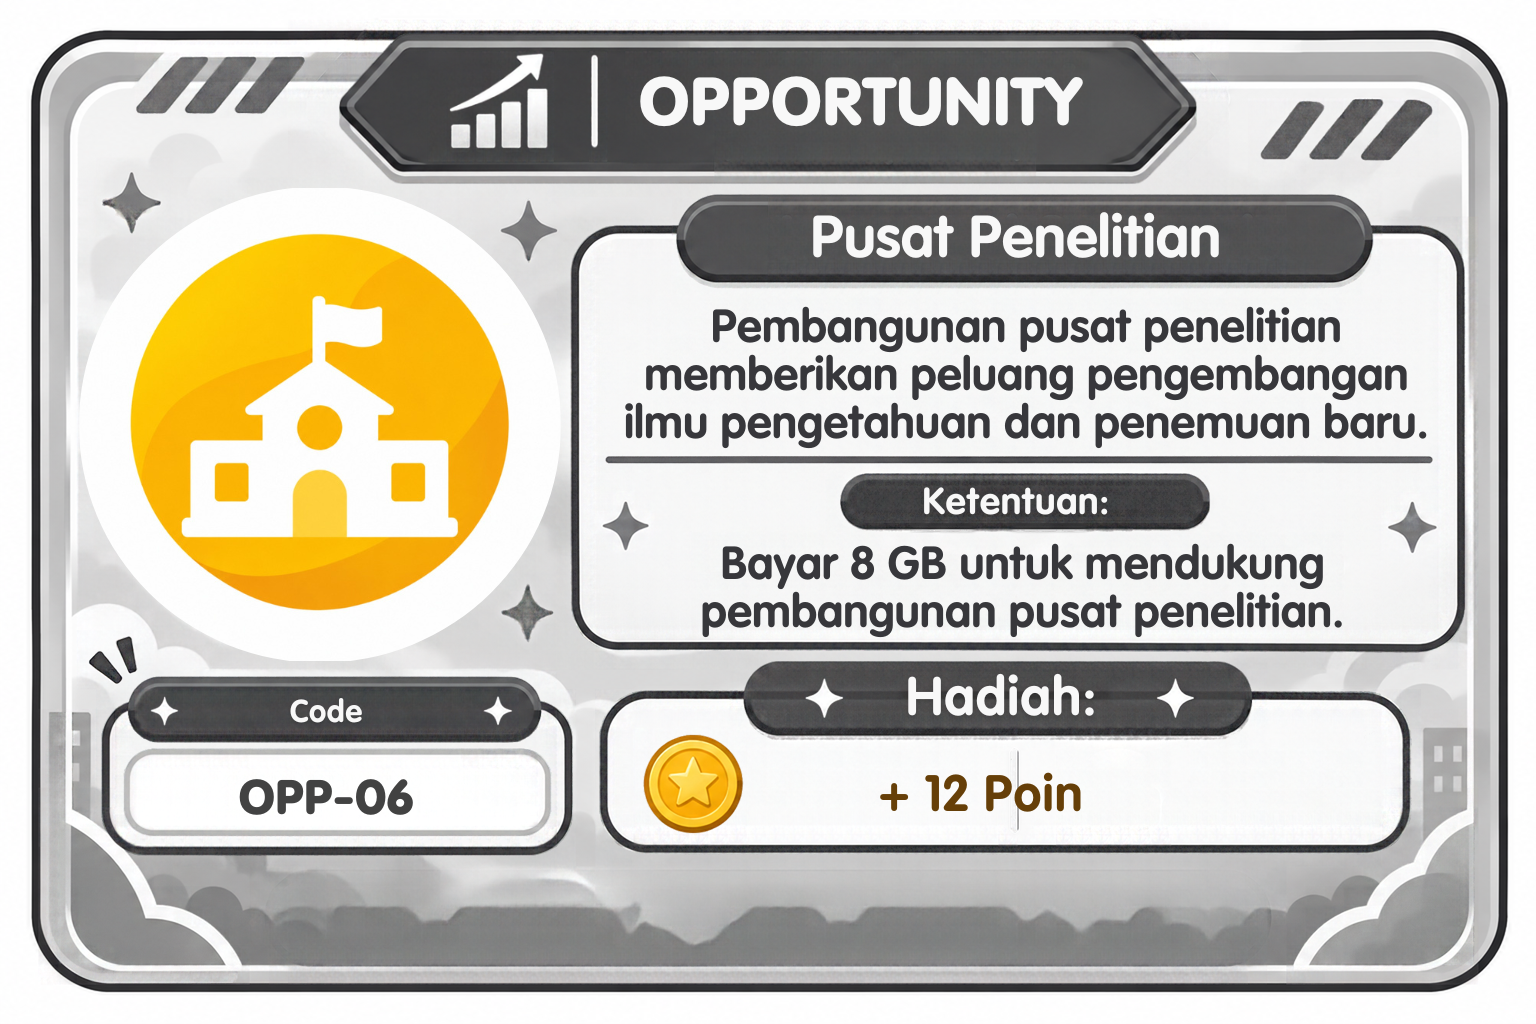 OPPORTUNITY
Pusat Penelitian
Pembangunan pusat penelitian
memberikan peluang pengembangan
ilmu pengetahuan dan penemuan baru.
Ketentuan:
Bayar 8 GB untuk mendukung
pembangunan pusat penelitian.
Code
OPP-06
Hadiah:
+ 12 Poin